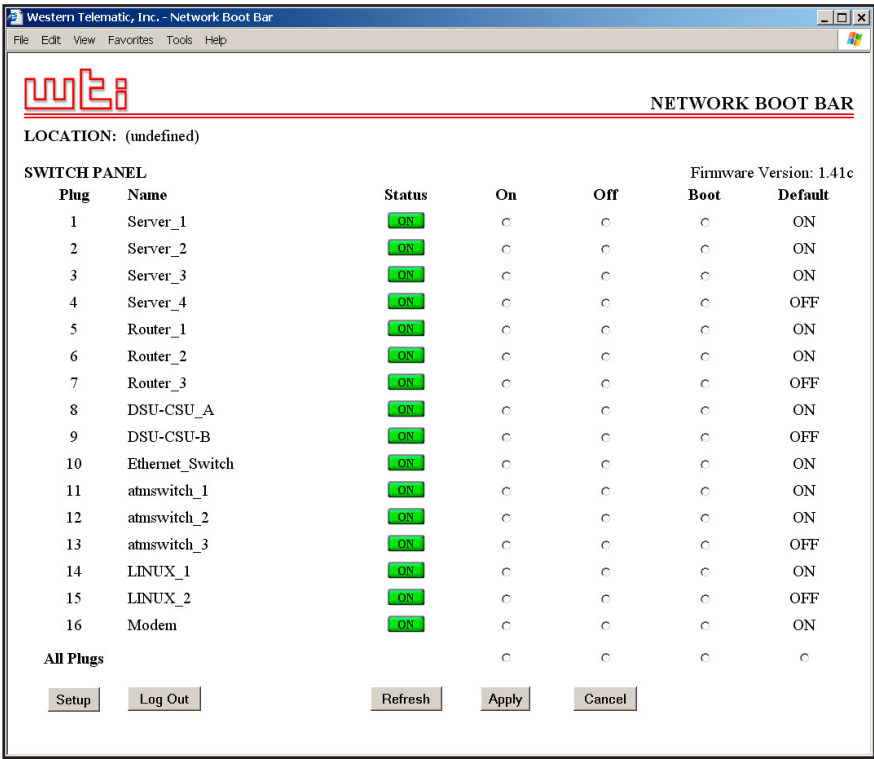 Western Telematic, Inc. - Network Boot Bar
File Edit View Favorites Tools Help
wti
NETWORK BOOT BAR
LOCATION: (undefined)
SWITCH PANEL Firmware Version: 1.41c
Plug Name Status On Off Boot Default
1 Server_1 ON ON
2 Server_2 ON ON
3 Server_3 ON ON
4 Server_4 ON OFF
5 Router_1 ON ON
6 Router_2 ON ON
7 Router_3 ON OFF
8 DSU-CSU_A ON ON
9 DSU-CSU-B ON OFF
10 Ethernet_Switch ON ON
11 atmswitch_1 ON ON
12 atmswitch_2 ON ON
13 atmswitch_3 ON OFF
14 LINUX_1 ON ON
15 LINUX_2 ON OFF
16 Modem ON ON
All Plugs
Setup Log Out Refresh Apply Cancel